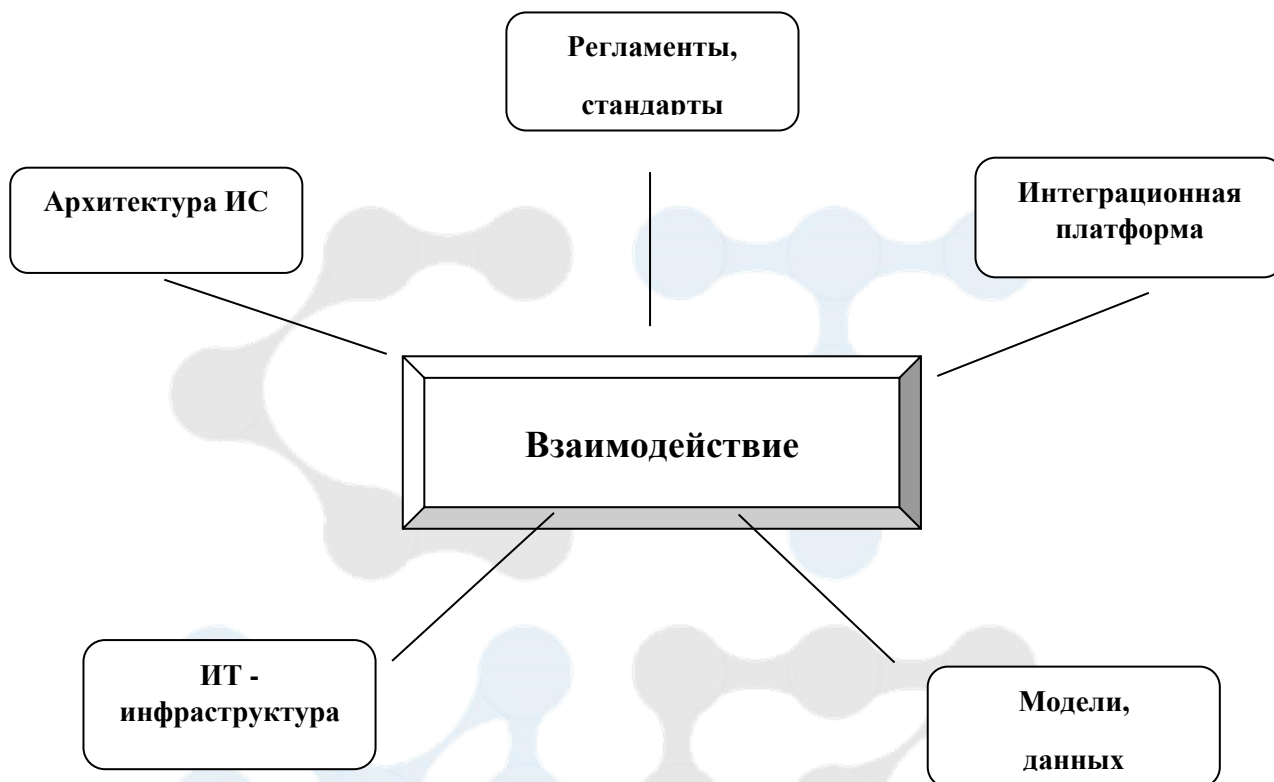 Регламенты,
стандарты
Архитектура ИС
Интеграционная
платформа
Взаимодействие
ИТ -
инфраструктура
Модели,
данных